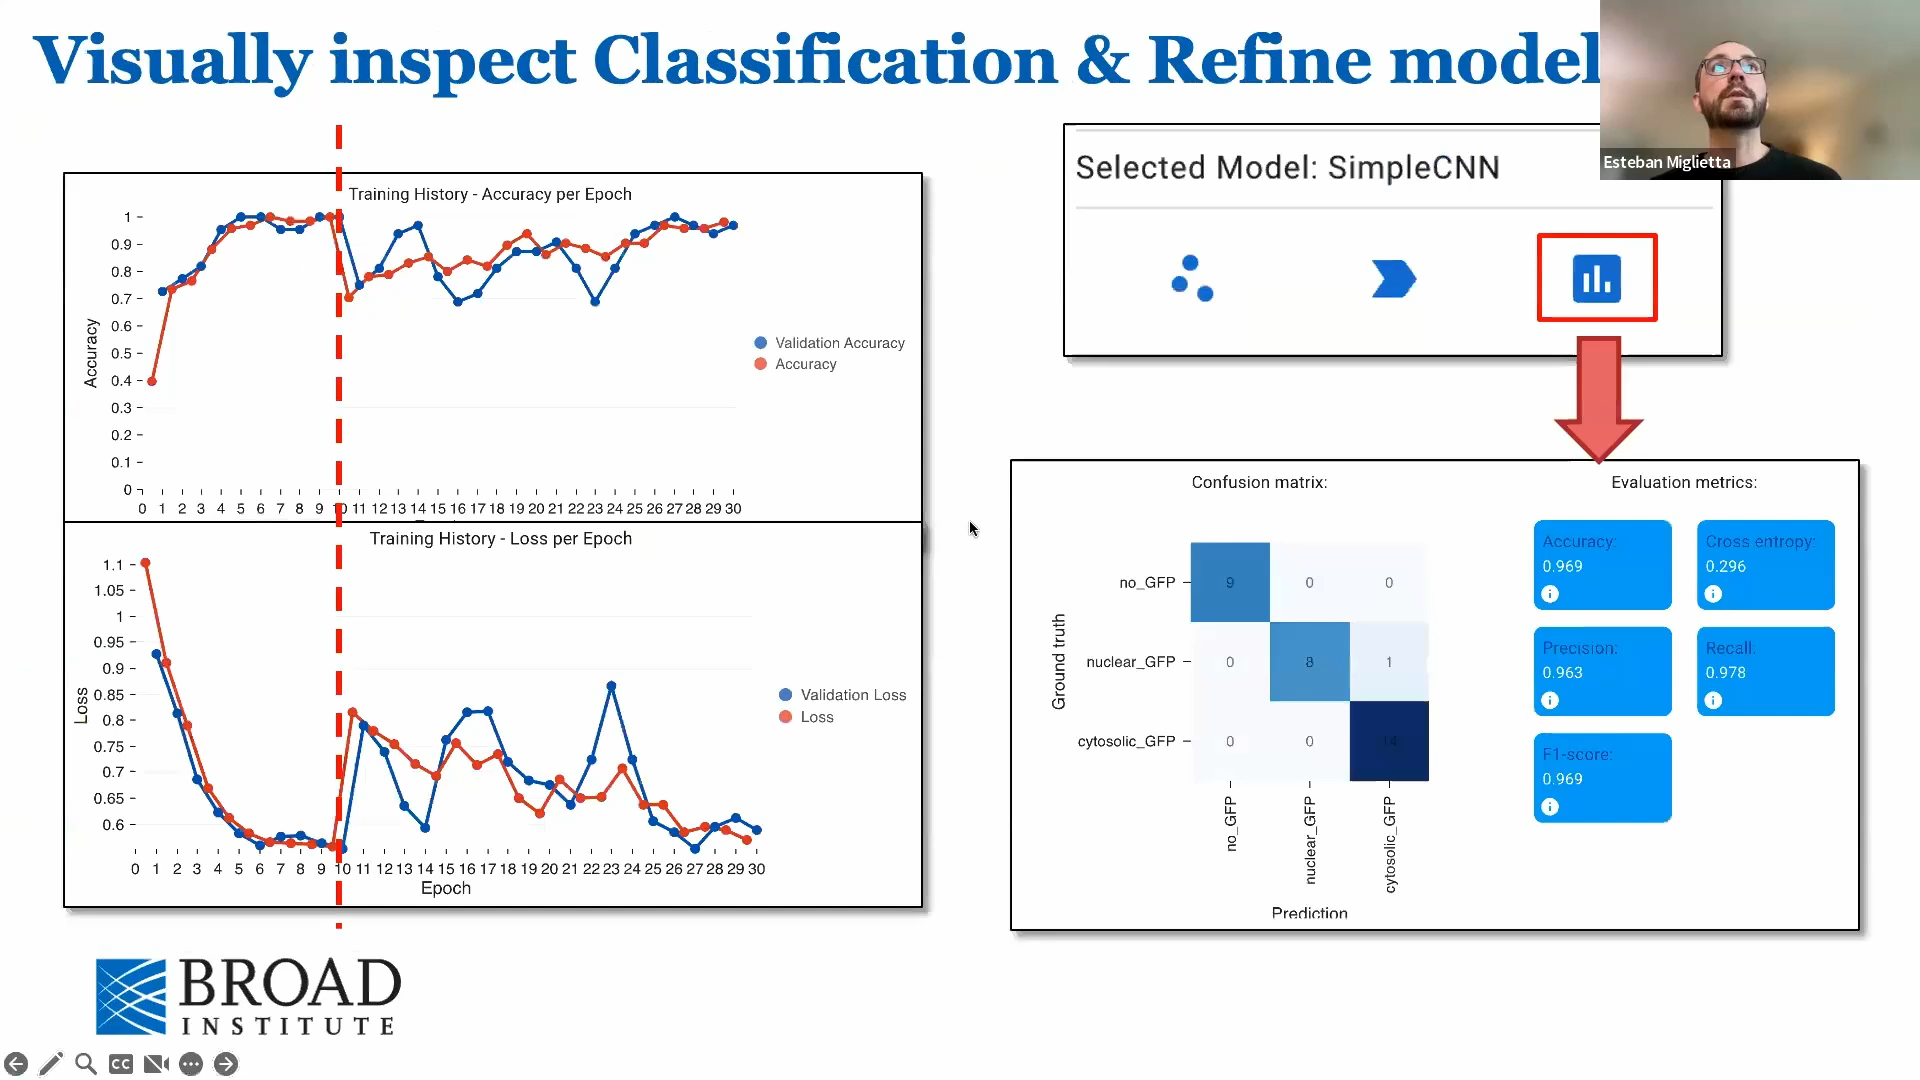 Visually inspect Classification & Refine model
Esteban Miglietta
Training History - Accuracy per Epoch
1
0.9
0.8
0.7
0.6
0.5
0.4
0.3
0.2
0.1
0
Accuracy
0 1 2 3 4 5 6 7 8 9 10 11 12 13 14 15 16 17 18 19 20 21 22 23 24 25 26 27 28 29 30
Validation Accuracy
Accuracy
Training History - Loss per Epoch
1.1
1.05
1
0.95
0.9
0.85
0.8
0.75
0.7
0.65
0.6
Loss
0 1 2 3 4 5 6 7 8 9 10 11 12 13 14 15 16 17 18 19 20 21 22 23 24 25 26 27 28 29 30
Epoch
Validation Loss
Loss
Selected Model: SimpleCNN
Confusion matrix:
Ground truth
no_GFP 9 0 0
nuclear_GFP 0 8 1
cytosolic_GFP 0 0 14
no_GFP
nuclear_GFP
cytosolic_GFP
Prediction
Evaluation metrics:
Accuracy:
0.969
Cross entropy:
0.296
Precision:
0.963
Recall:
0.978
F1-score:
0.969
BROAD
INSTITUTE
CC